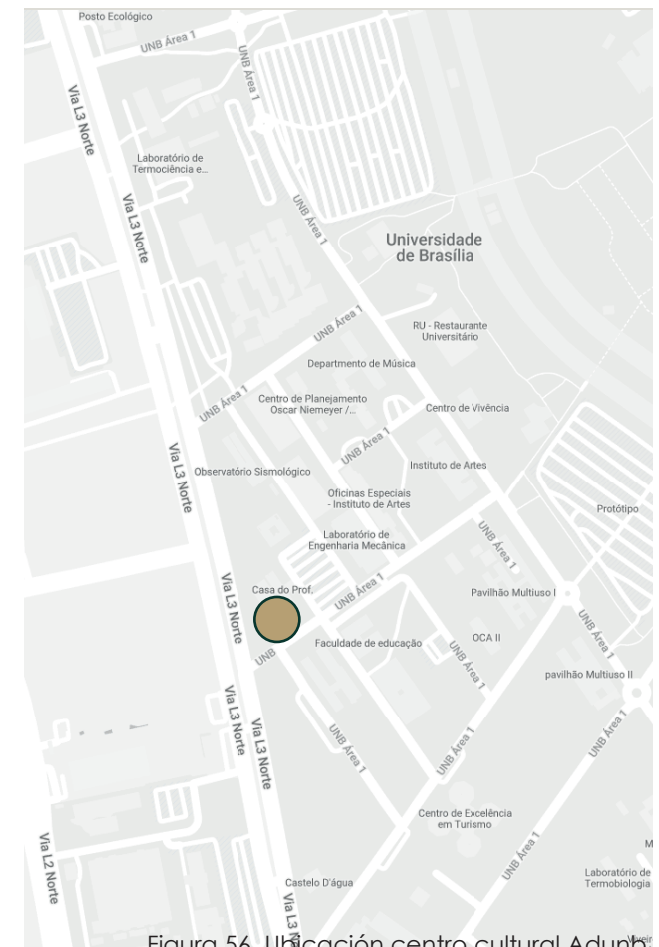 Posto Ecológico
UNB Área 1
UNB Área 1
Via L3 Norte
Laboratório de
Termociência e...
Via L3 Norte
UNB Área 1
Universidade
de Brasília
UNB Área 1
RU - Restaurante
Universitário
Departmento de Música
UNB Área 1
Centro de Planejamento
Oscar Niemeyer /...
Centro de Vivência
UNB Área 1
Via L3 Norte
Observatório Sismológico
Instituto de Artes
Oficinas Especiais
- Instituto de Artes
Protótipo
Laboratório de
Engenharia Mecânica
UNB Área 1
Casa do Prof.
UNB Área 1
Pavilhão Multiuso I
Via L3 Norte
UNB Área 1
OCA II
Faculdade de educação
UNB
UNB Área 1
pavilhão Multiuso II
Via L3 Norte
Via L3 Norte
UNB Área 1
UNB Área 1
UNB Área 1
Centro de Excelência
em Turismo
Via L2 Norte
UNB Área 1
M
Laboratório de
Termobiologia
Castelo D'água
Via L3 N
Figura 56. Ubicación centro cultural Adunb.